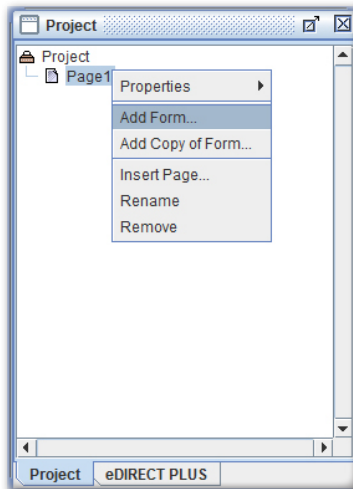 Project
Project
Page1
Properties
Add Form...
Add Copy of Form...
Insert Page...
Rename
Remove
Project eDIRECT PLUS